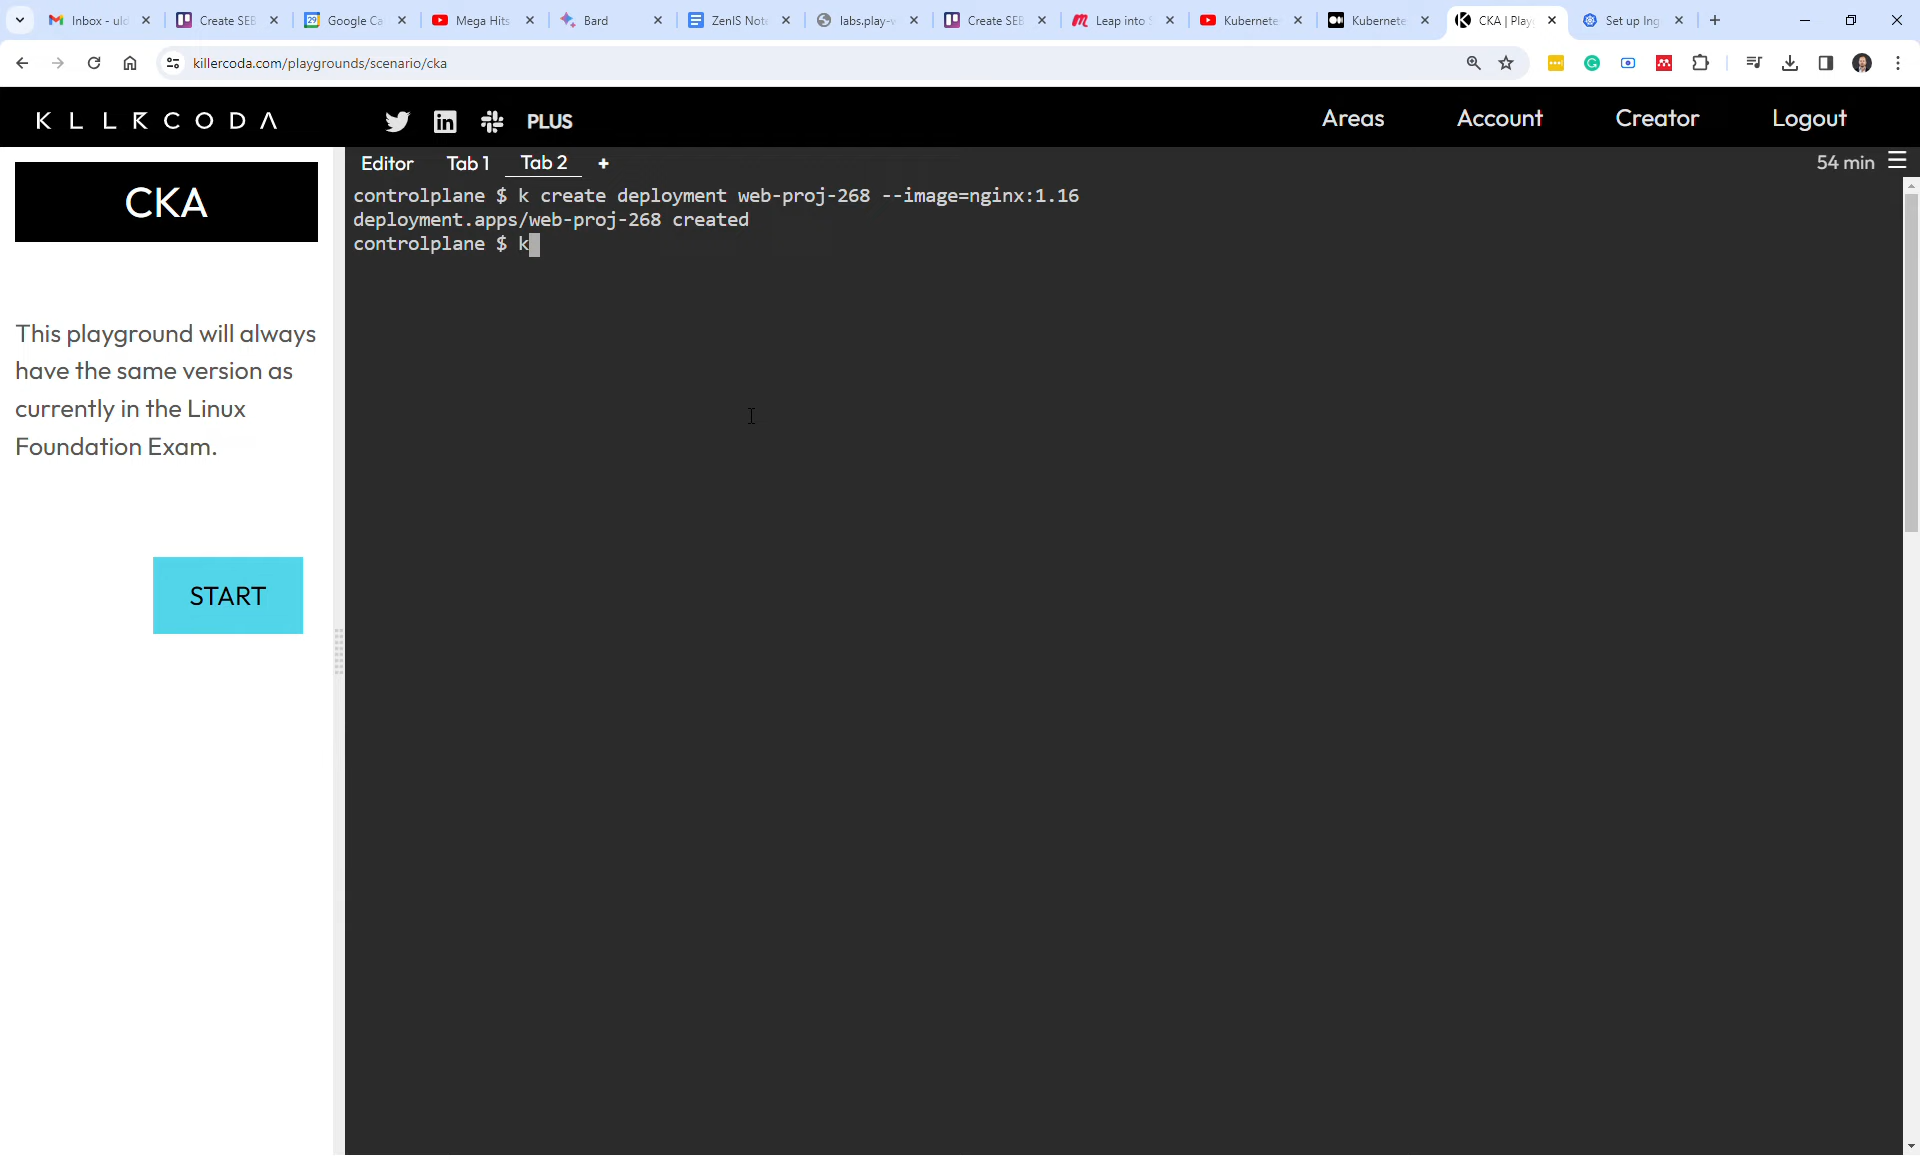 Inbox - uld
Create SEB
29
Google Ca
Mega Hits
Bard
ZenIS Note
labs.play-w
Create SEB
Leap into S
Kubernete
Kubernete
CKA | Play
Set up Ing
killercoda.com/playgrounds/scenario/cka
KLLRCODA
PLUS
Areas
Account
Creator
Logout
CKA
This playground will always
have the same version as
currently in the Linux
Foundation Exam.
START
Editor
Tab 1
Tab 2
+
54 min
controlplane $ k create deployment web-proj-268 --image=nginx:1.16
deployment.apps/web-proj-268 created
controlplane $ k